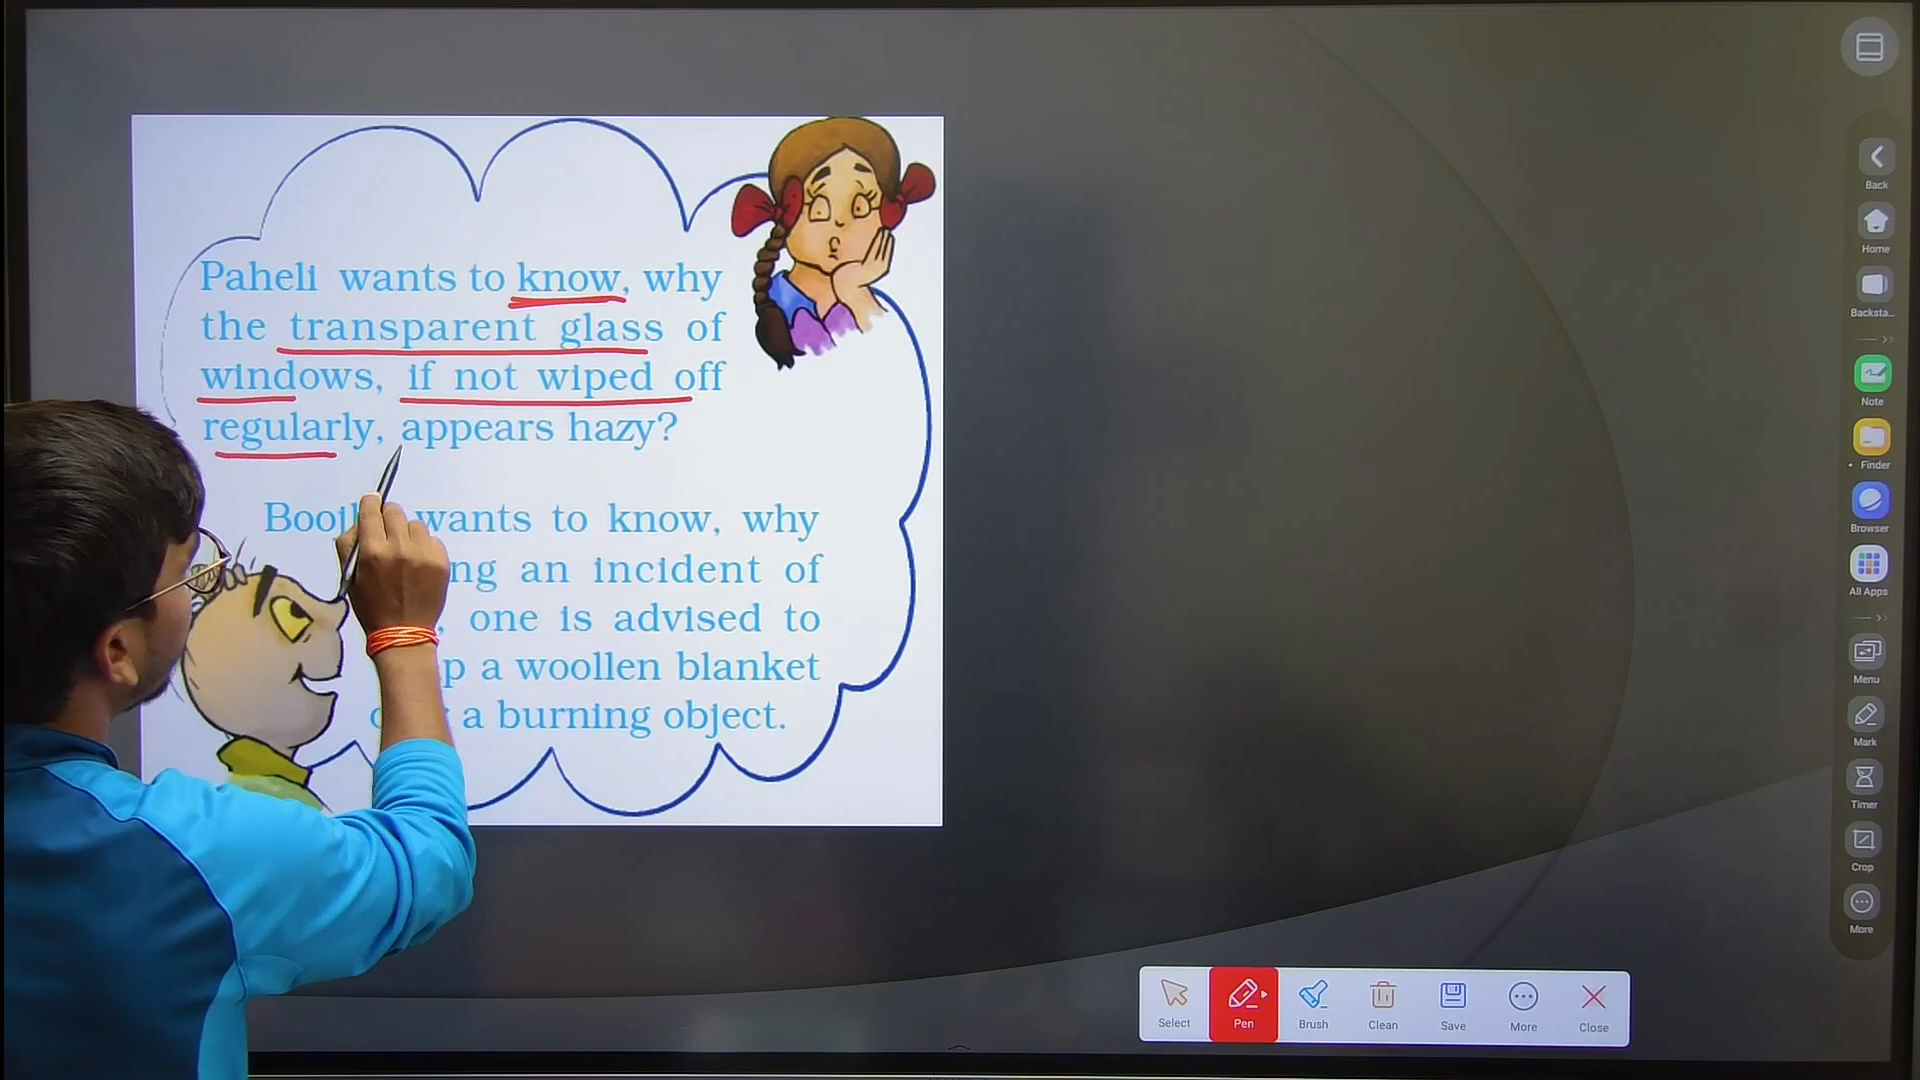 Paheli wants to know, why
the transparent glass of
windows, if not wiped off
regularly, appears hazy?
wants to know, why
an incident of
one is advised to
a woollen blanket
a burning object.
Back
Home
Backsta...
Note
Finder
Browser
All Apps
Menu
Mark
Timer
Crop
More
Select
Pen
Brush
Clean
Save
More
Close